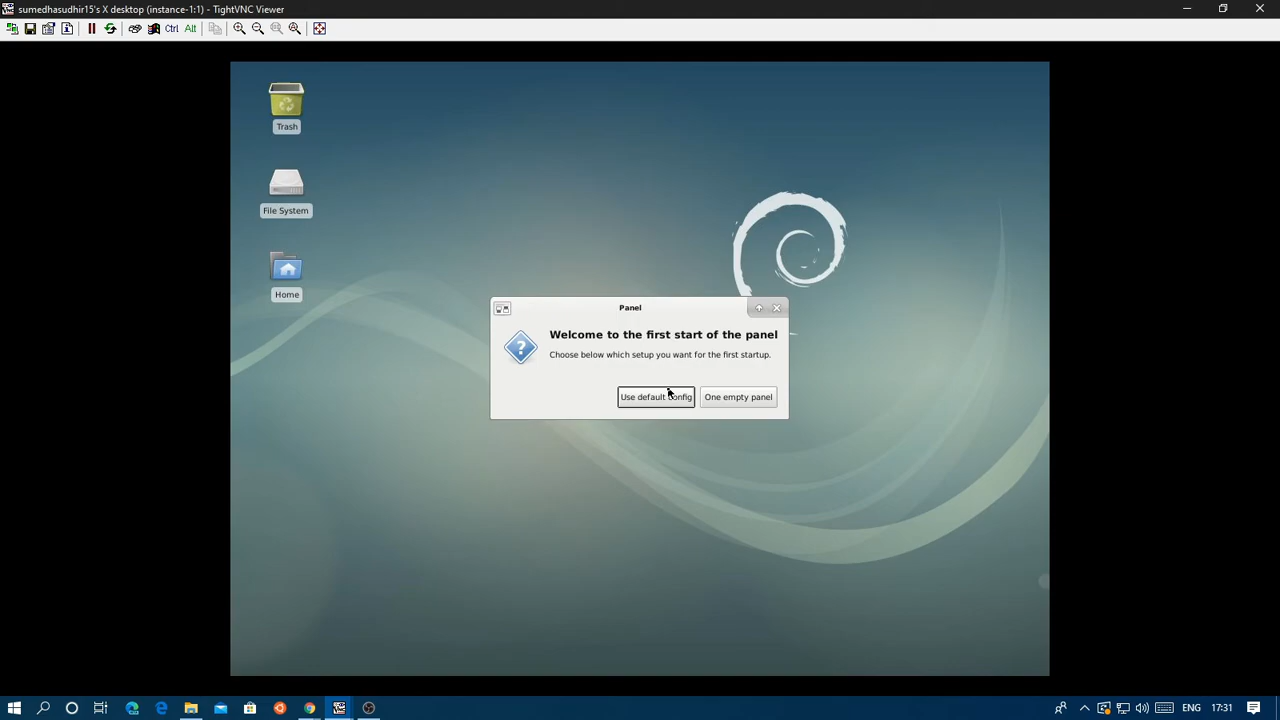 sumedhasudhir15's X desktop (instance-1:1) - TightVNC Viewer
Ctrl Alt
Trash
File System
Home
Panel
Welcome to the first start of the panel
Choose below which setup you want for the first startup.
Use default config
One empty panel
ENG 17:31